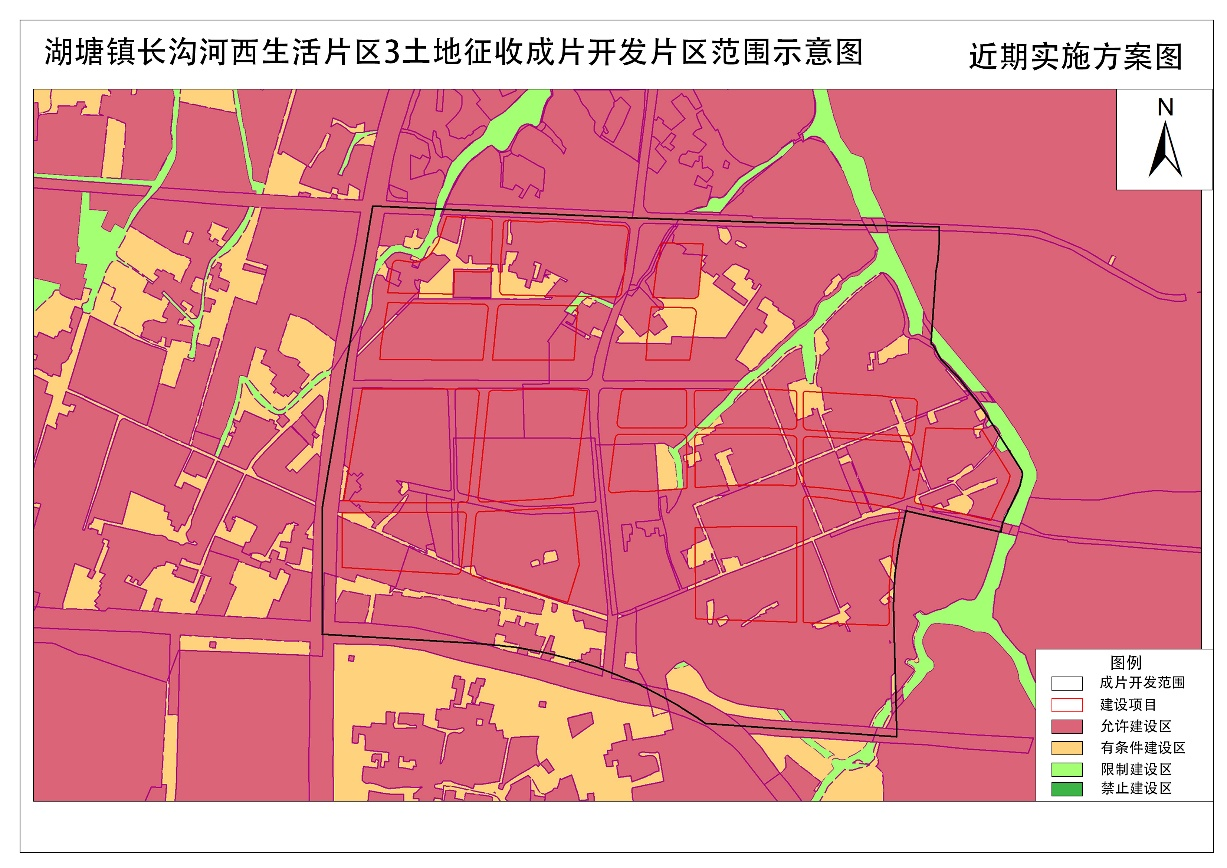 湖塘镇长沟河西生活片区3土地征收成片开发片区范围示意图
近期实施方案图
N
图例
成片开发范围
建设项目
允许建设区
有条件建设区
限制建设区
禁止建设区